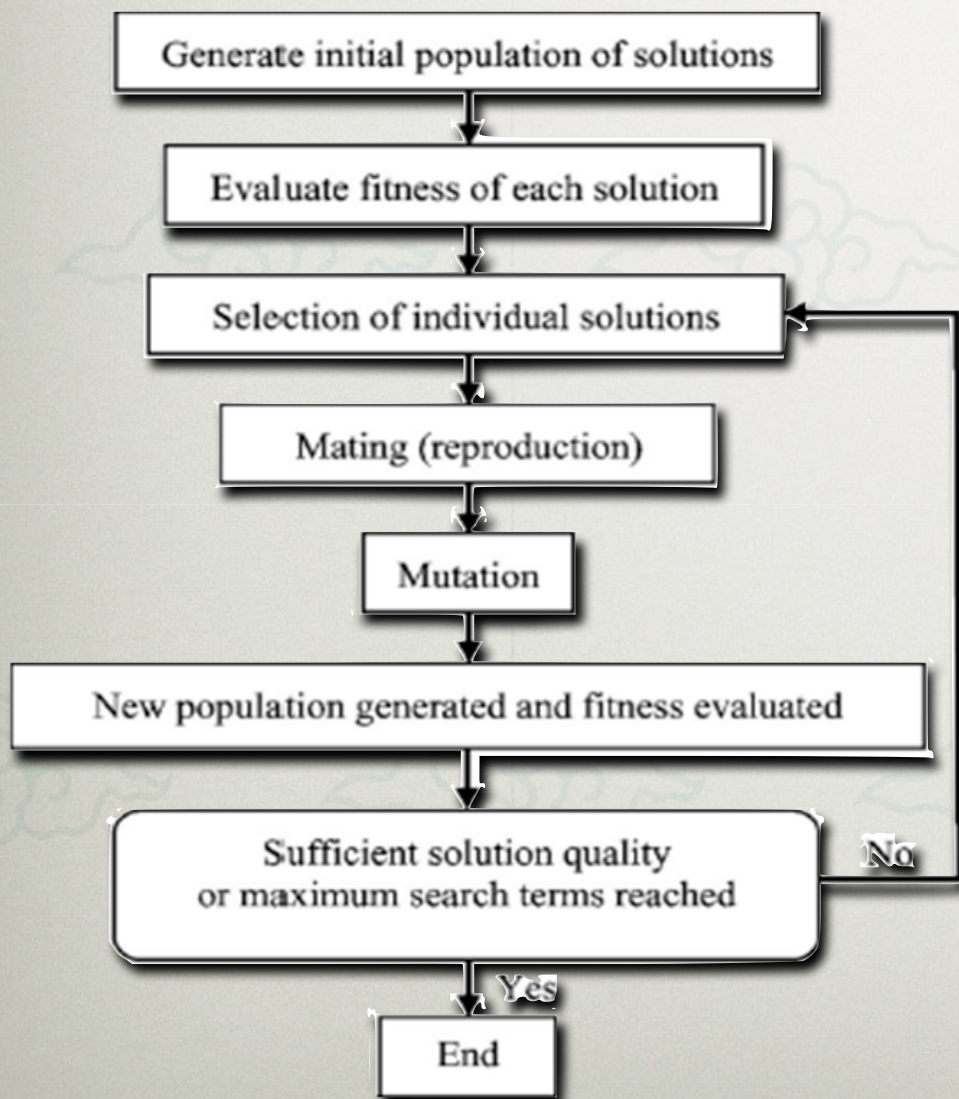 Generate initial population of solutions
Evaluate fitness of each solution
Selection of individual solutions
Mating (reproduction)
Mutation
New population generated and fitness evaluated
Sufficient solution quality
or maximum search terms reached
No
Yes
End